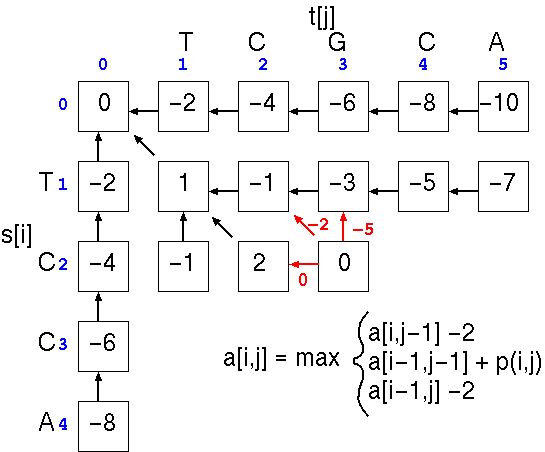 t[j]
T C G C A
0 1 2 3 4 5
0 0 −2 −4 −6 −8 −10
T 1 −2 1 −1 −3 −5 −7
−2 −5
s[i]
C 2 −4 −1 2 0
0
C 3 −6
a[i,j−1] −2
a[i,j] = max a[i−1,j−1] + p(i,j)
a[i−1,j] −2
A 4 −8